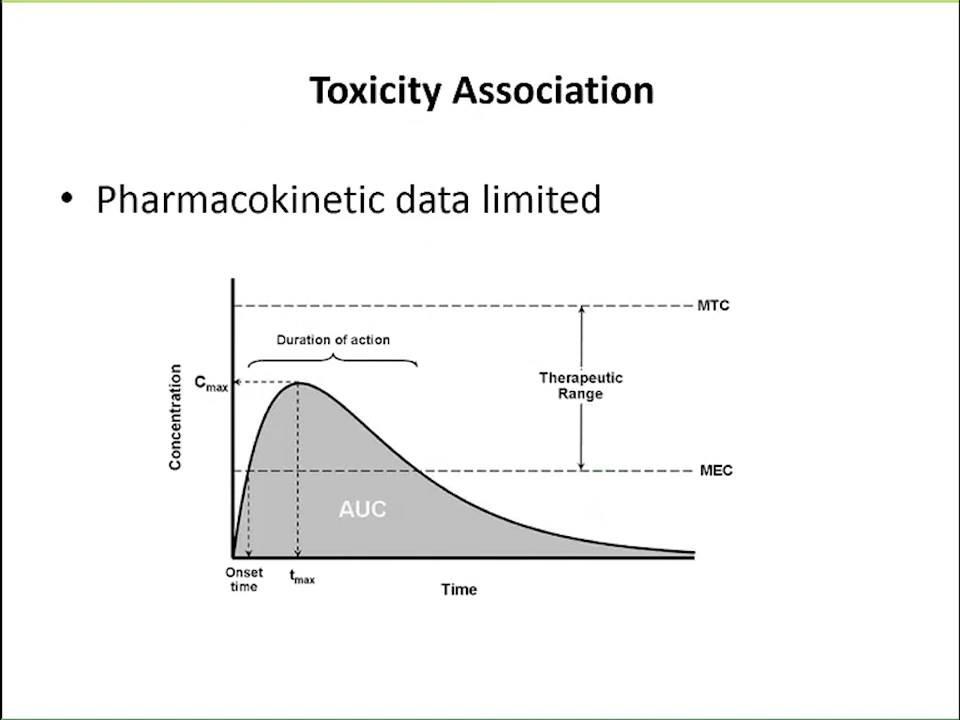 Toxicity Association
• Pharmacokinetic data limited
MTC
Duration of action
Therapeutic
Range
Cmax
Concentration
MEC
AUC
Onset
time
tmax
Time